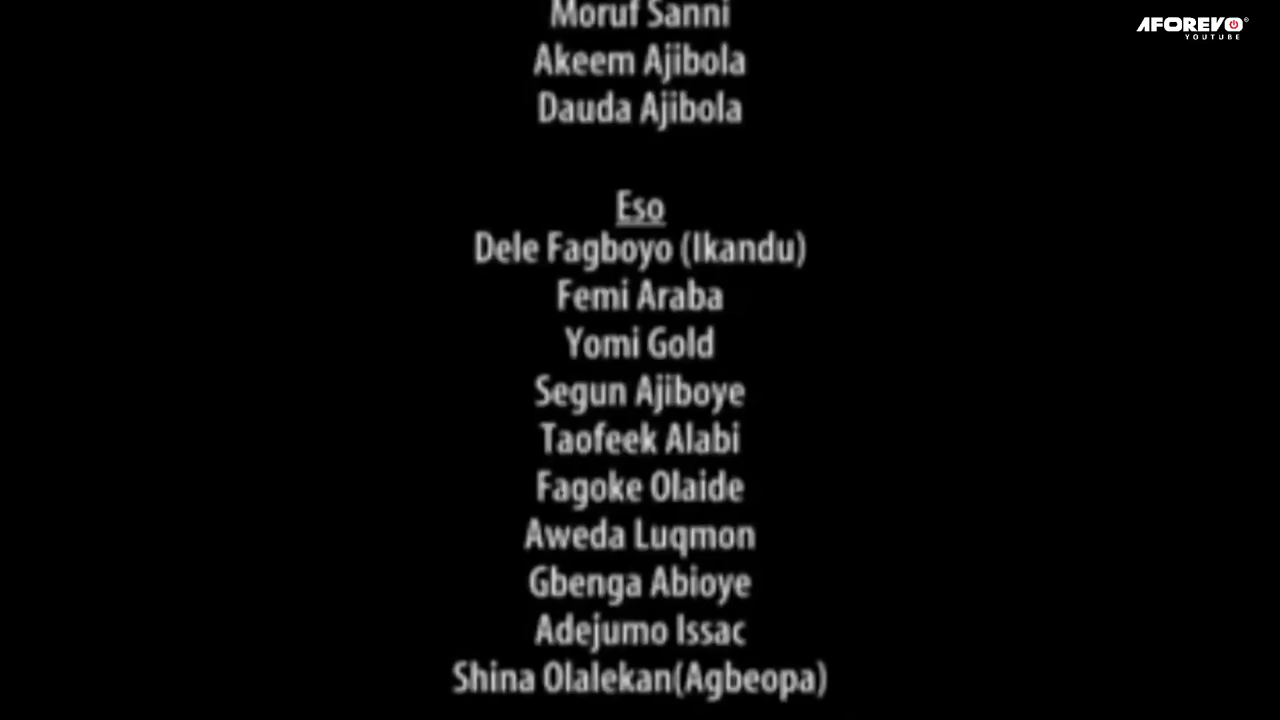 Moruf Sanni
AFOREVO
YOUTUBE
Akeem Ajibola
Dauda Ajibola
Eso
Dele Fagboyo (Ikandu)
Femi Araba
Yomi Gold
Segun Ajiboye
Taofeek Alabi
Fagoke Olaide
Aweda Luqmon
Gbenga Abioye
Adejumo Issac
Shina Olalekan(Agbeopa)